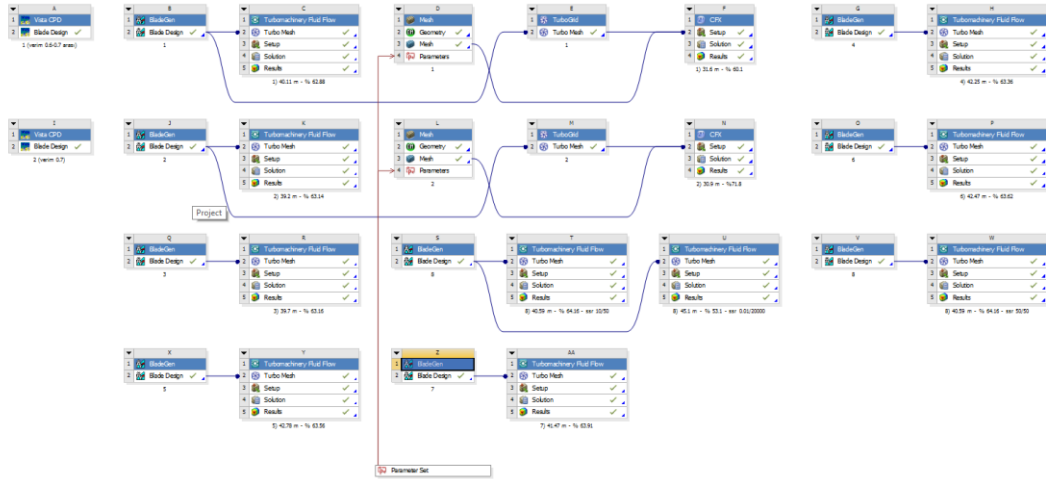 A
1 Vista CPD
2 Blade Design
1 (verim 0.6-0.7 arası)
B
1 BladeGen
2 Blade Design
1
C
1 Turbomachinery Fluid Flow
2 Turbo Mesh
3 Setup
4 Solution
5 Results
1) 40.11 m - % 62.88
D
1 Mesh
2 Geometry
3 Mesh
4 Parameters
1
E
1 TurboGrid
2 Turbo Mesh
1
F
1 CFX
2 Setup
3 Solution
4 Results
1) 31.6 m - % 60.1
G
1 BladeGen
2 Blade Design
4
H
1 Turbomachinery Fluid Flow
2 Turbo Mesh
3 Setup
4 Solution
5 Results
4) 42.25 m - % 63.36
I
1 Vista CPD
2 Blade Design
2 (verim 0.7)
J
1 BladeGen
2 Blade Design
2
K
1 Turbomachinery Fluid Flow
2 Turbo Mesh
3 Setup
4 Solution
5 Results
2) 39.2 m - % 63.14
L
1 Mesh
2 Geometry
3 Mesh
4 Parameters
2
M
1 TurboGrid
2 Turbo Mesh
2
N
1 CFX
2 Setup
3 Solution
4 Results
2) 30.9 m - %71.8
O
1 BladeGen
2 Blade Design
6
P
1 Turbomachinery Fluid Flow
2 Turbo Mesh
3 Setup
4 Solution
5 Results
6) 42.47 m - % 63.62
Project
Q
1 BladeGen
2 Blade Design
3
R
1 Turbomachinery Fluid Flow
2 Turbo Mesh
3 Setup
4 Solution
5 Results
3) 39.7 m - % 63.16
S
1 BladeGen
2 Blade Design
8
T
1 Turbomachinery Fluid Flow
2 Turbo Mesh
3 Setup
4 Solution
5 Results
8) 40.59 m - % 64.16 - ssr 10/50
U
1 Turbomachinery Fluid Flow
2 Turbo Mesh
3 Setup
4 Solution
5 Results
8) 45.1 m - % 53.1 - ssr 0.01/20000
V
1 BladeGen
2 Blade Design
8
W
1 Turbomachinery Fluid Flow
2 Turbo Mesh
3 Setup
4 Solution
5 Results
8) 40.59 m - % 64.16 - ssr 50/50
X
1 BladeGen
2 Blade Design
5
Y
1 Turbomachinery Fluid Flow
2 Turbo Mesh
3 Setup
4 Solution
5 Results
5) 42.78 m - % 63.56
Z
1 BladeGen
2 Blade Design
7
AA
1 Turbomachinery Fluid Flow
2 Turbo Mesh
3 Setup
4 Solution
5 Results
7) 41.47 m - % 63.91
Parameter Set